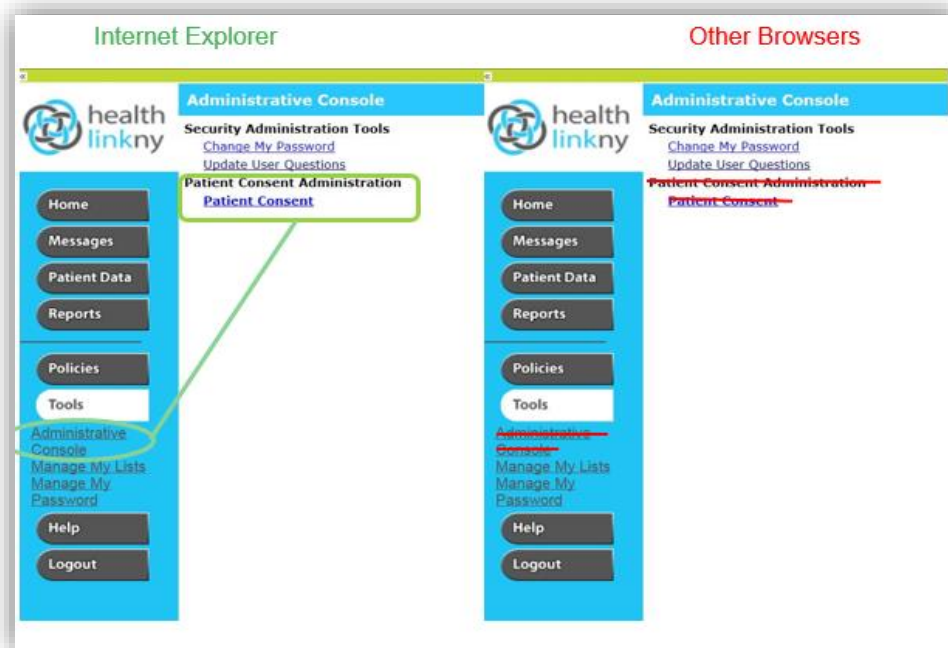 Internet Explorer
health
linkny
Administrative Console
Security Administration Tools
Change My Password
Update User Questions
Patient Consent Administration
Patient Consent
Home
Messages
Patient Data
Reports
Policies
Tools
Administrative
Console
Manage My Lists
Manage My
Password
Help
Logout
Other Browsers
health
linkny
Administrative Console
Security Administration Tools
Change My Password
Update User Questions
Patient Consent Administration
Patient Consent
Home
Messages
Patient Data
Reports
Policies
Tools
Administrative
Console
Manage My Lists
Manage My
Password
Help
Logout